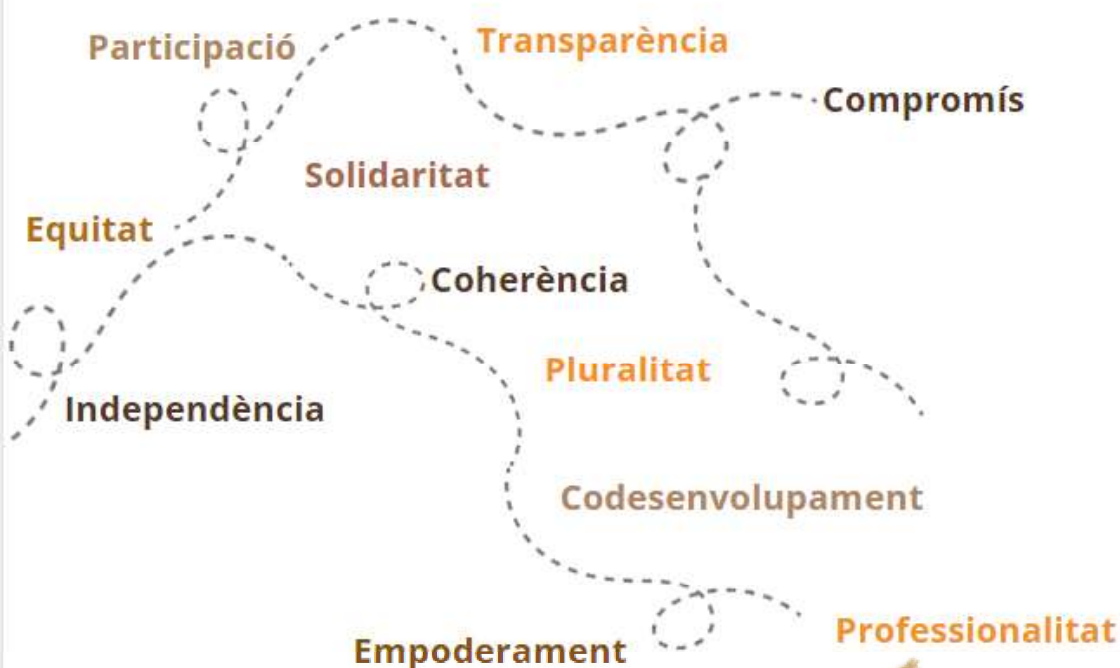 Participació
Transparència
Compromís
Solidaritat
Equitat
Coherència
Pluralitat
Independència
Codesenvolupament
Professionalitat
Empoderament